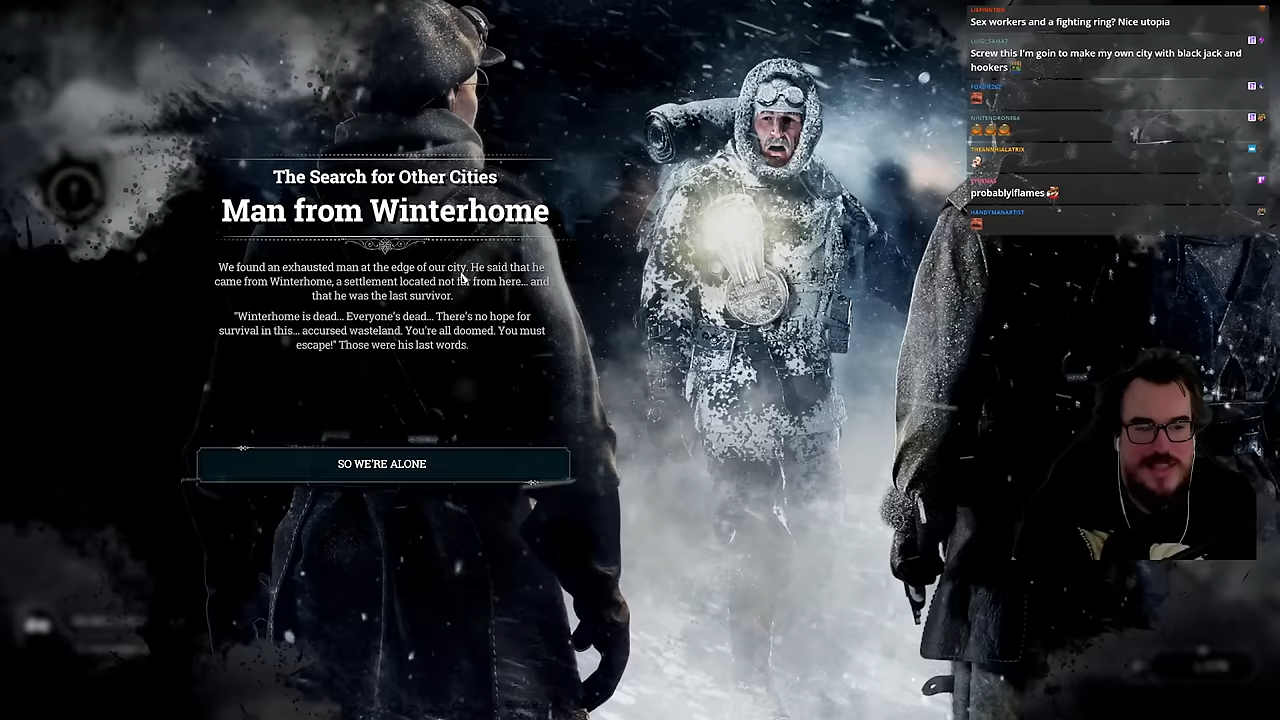 The Search for Other Cities
Man from Winterhome
We found an exhausted man at the edge of our city. He said that he
came from Winterhome, a settlement located not far from here... and
that he was the last survivor.
"Winterhome is dead... Everyone's dead... There's no hope for
survival in this... accursed wasteland. You're all doomed. You must
escape!" Those were his last words.
SO WE'RE ALONE
Sex workers and a fighting ring? Nice utopia
Screw this I'm goin to make my own city with black jack and
hookers
NINTENDRONE64
THEANNIHALATRIX
probablyiflames
HANDYMANARTIST